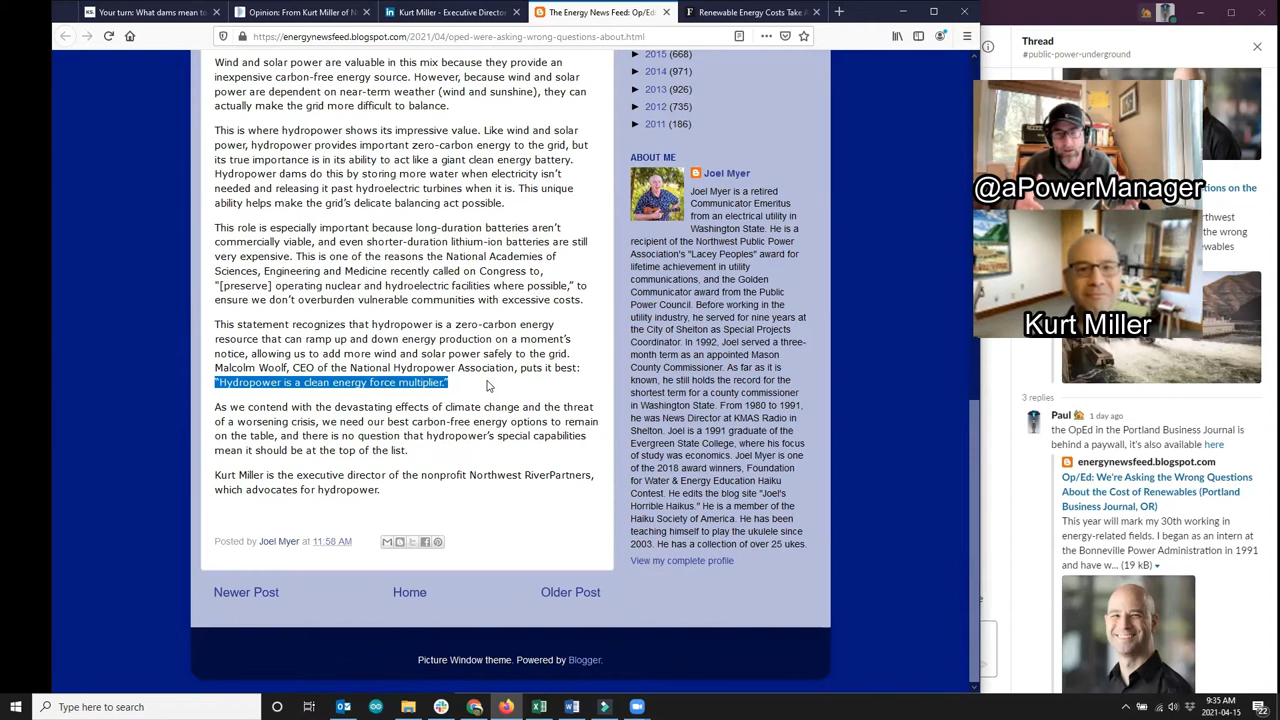 Your turn: What dams mean to
Opinion: From Kurt Miller of N
Kurt Miller - Executive Director
The Energy News Feed: Op/Ed:
Renewable Energy Costs Take
https://energynewsfeed.blogspot.com/2021/04/oped-were-asking-wrong-questions-about.html
Wind and solar power are valuable in this mix because they provide an
inexpensive carbon-free energy source. However, because wind and solar
power are dependent on near-term weather (wind and sunshine), they can
actually make the grid more difficult to balance.
This is where hydropower shows its impressive value. Like wind and solar
power, hydropower provides important zero-carbon energy to the grid, but
its true importance is in its ability to act like a giant clean energy battery.
Hydropower dams do this by storing more water when electricity isn't
needed and releasing it past hydroelectric turbines when it is. This unique
ability helps make the grid's delicate balancing act possible.
This role is especially important because long-duration batteries aren't
commercially viable, and even shorter-duration lithium-ion batteries are still
very expensive. This is one of the reasons the National Academies of
Sciences, Engineering and Medicine recently called on Congress to,
"[preserve] operating nuclear and hydroelectric facilities where possible," to
ensure we don't overburden vulnerable communities with excessive costs.
This statement recognizes that hydropower is a zero-carbon energy
resource that can ramp up and down energy production on a moment's
notice, allowing us to add more wind and solar power safely to the grid.
Malcolm Woolf, CEO of the National Hydropower Association, puts it best:
"Hydropower is a clean energy force multiplier."
As we contend with the devastating effects of climate change and the threat
of a worsening crisis, we need our best carbon-free energy options to remain
on the table, and there is no question that hydropower's special capabilities
mean it should be at the top of the list.
Kurt Miller is the executive director of the nonprofit Northwest RiverPartners,
which advocates for hydropower.
Posted by Joel Myer at 11:58 AM
Newer Post Home Older Post
Picture Window theme. Powered by Blogger.
► 2015 (668)
► 2014 (971)
► 2013 (926)
► 2012 (735)
► 2011 (186)
ABOUT ME
Joel Myer
Joel Myer is a retired
Communicator Emeritus
from an electrical utility in
Washington State. He is a
recipient of the Northwest Public Power
Association's "Lacey Peoples" award for
lifetime achievement in utility
communications, and the Golden
Communicator award from the Public
Power Council. Before working in the
utility industry, he served for nine years at
the City of Shelton as Special Projects
Coordinator. In 1992, Joel served a three-
month term as an appointed Mason
County Commissioner. As far as it is
known, he still holds the record for the
shortest term as a county commissioner
in Washington State. From 1980 to 1991,
he was News Director at KMAS Radio in
Shelton. Joel is a 1991 graduate of the
Evergreen State College, where his focus
of study was economics. Joel Myer is one
of the 2018 award winners, Foundation
for Water & Energy Education Haiku
Contest. He edits the blog site "Joel's
Horrible Haikus." He is a member of the
Haiku Society of America. He has been
teaching himself to play the ukulele since
2003. He has a collection of over 25 ukes.
View my complete profile
Thread
#public-power-underground
@aPowerManager
Kurt Miller
tions on the
rthwest
the wrong
ewables
3 replies
Paul 1 day ago
the OpEd in the Portland Business Journal is
behind a paywall, it's also available here
energynewsfeed.blogspot.com
Op/Ed: We're Asking the Wrong Questions
About the Cost of Renewables (Portland
Business Journal, OR)
This year will mark my 30th working in
energy-related fields. I began as an intern at
the Bonneville Power Administration in 1991
and have w... (19 kB)
Type here to search
9:35 AM
2021-04-15
22